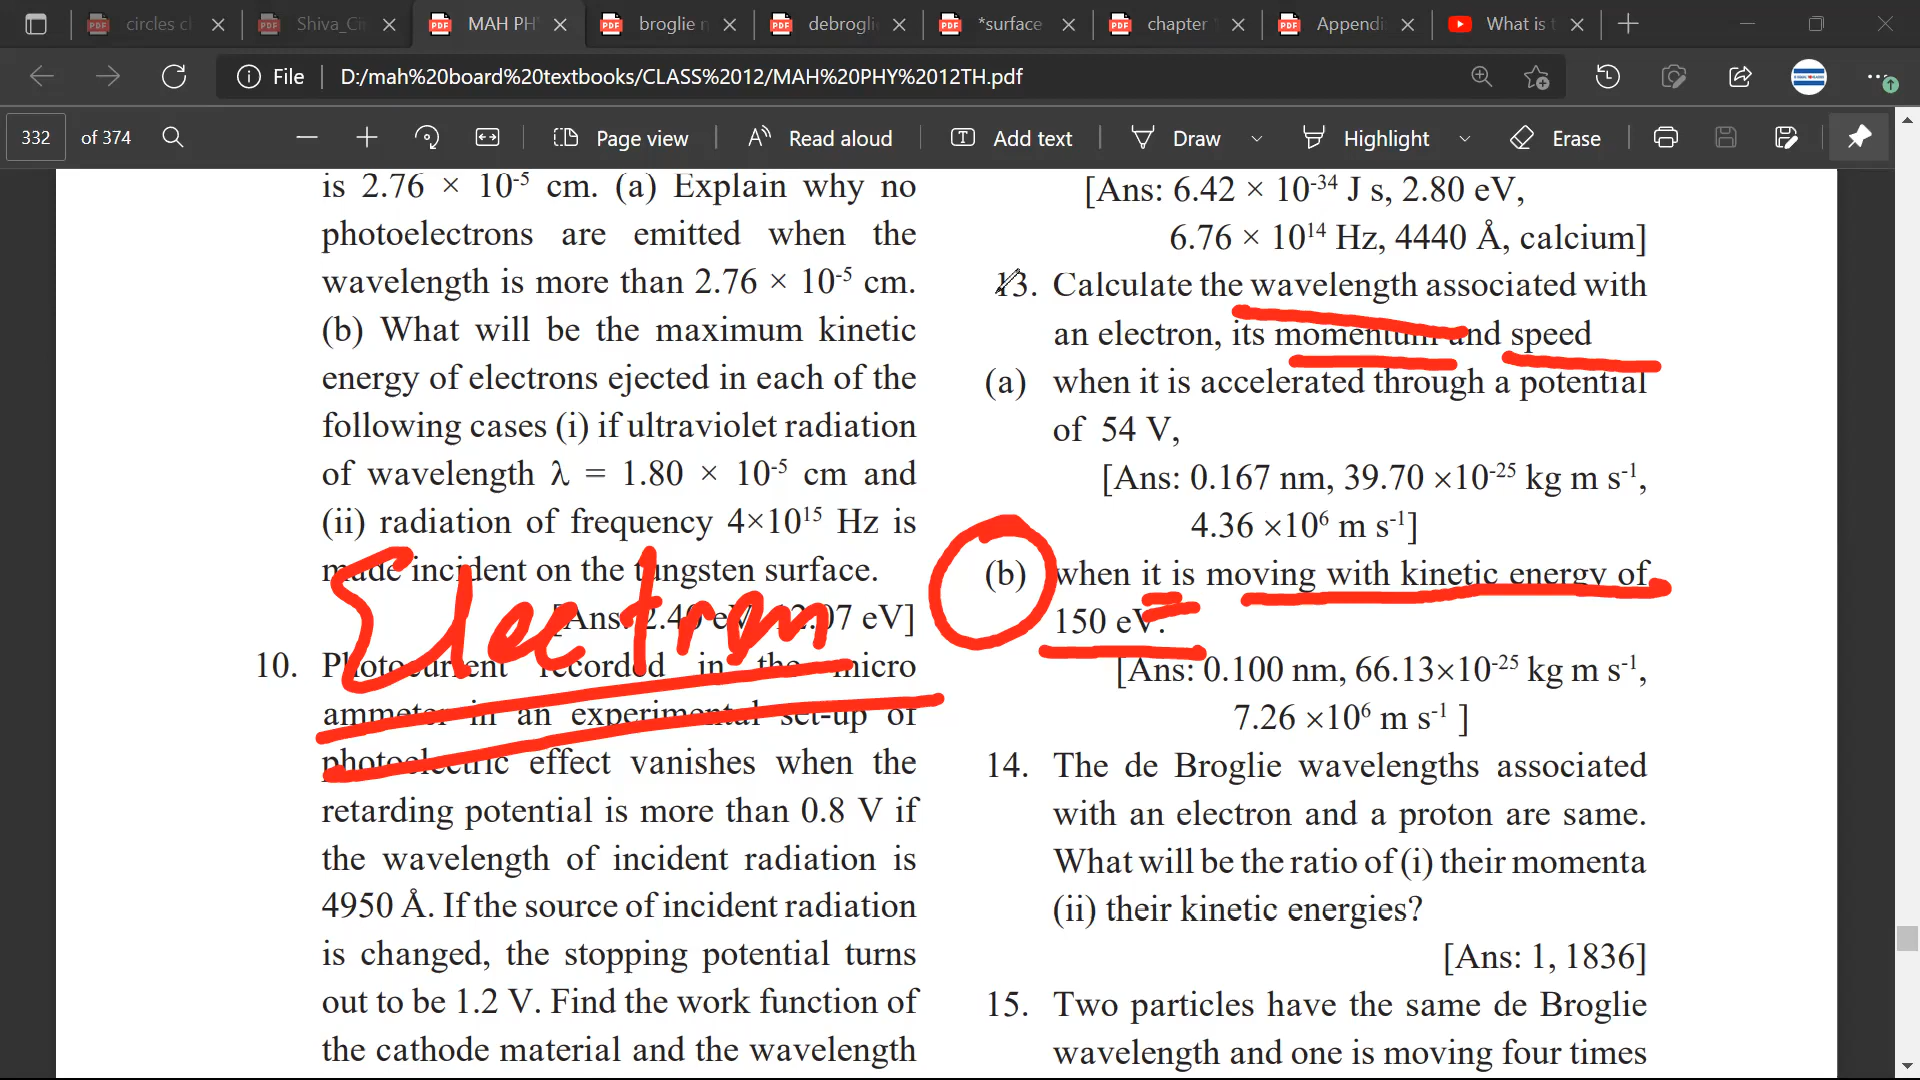 circles cl
Shiva_Cir
MAH PHY
broglie n
debroglie
*surface
chapter
Appendi
What is t
File
D:/mah%20board%20textbooks/CLASS%2012/MAH%20PHY%2012TH.pdf
332 of 374
Page view
Read aloud
Add text
Draw
Highlight
Erase
is 2.76 × 10⁻⁵ cm. (a) Explain why no
photoelectrons are emitted when the
wavelength is more than 2.76 × 10⁻⁵ cm.
(b) What will be the maximum kinetic
energy of electrons ejected in each of the
following cases (i) if ultraviolet radiation
of wavelength λ = 1.80 × 10⁻⁵ cm and
(ii) radiation of frequency 4×10¹⁵ Hz is
made incident on the tungsten surface.
[Ans: 2.40 eV, 12.07 eV]
Electron
10. Photocurrent recorded in the micro
ammeter in an experimental set-up of
photoelectric effect vanishes when the
retarding potential is more than 0.8 V if
the wavelength of incident radiation is
4950 Å. If the source of incident radiation
is changed, the stopping potential turns
out to be 1.2 V. Find the work function of
the cathode material and the wavelength
[Ans: 6.42 × 10⁻³⁴ J s, 2.80 eV,
6.76 × 10¹⁴ Hz, 4440 Å, calcium]
13. Calculate the wavelength associated with
an electron, its momentum and speed
(a) when it is accelerated through a potential
of 54 V,
[Ans: 0.167 nm, 39.70 ×10⁻²⁵ kg m s⁻¹,
4.36 ×10⁶ m s⁻¹]
(b) when it is moving with kinetic energy of
150 eV.
[Ans: 0.100 nm, 66.13×10⁻²⁵ kg m s⁻¹,
7.26 ×10⁶ m s⁻¹ ]
14. The de Broglie wavelengths associated
with an electron and a proton are same.
What will be the ratio of (i) their momenta
(ii) their kinetic energies?
[Ans: 1, 1836]
15. Two particles have the same de Broglie
wavelength and one is moving four times